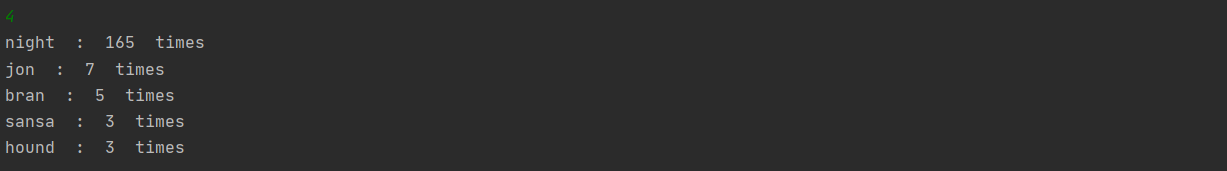 4
night  :  165  times
jon  :  7  times
bran  :  5  times
sansa  :  3  times
hound  :  3  times